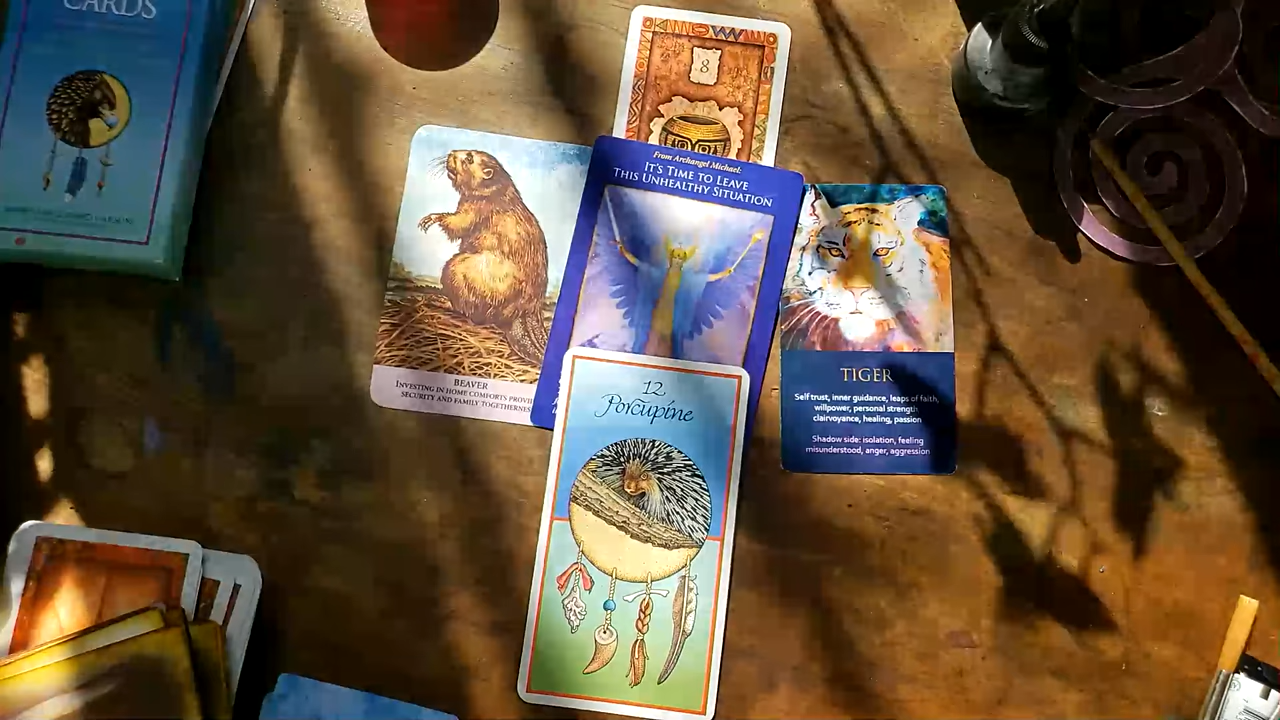 CARDS
8
From Archangel Michael:
IT'S TIME TO LEAVE
THIS UNHEALTHY SITUATION
BEAVER
INVESTING IN HOME COMFORTS
SECURITY AND FAMILY
TIGER
Self trust, inner guidance, leaps of faith,
willpower, personal strength,
clairvoyance, healing, passion
Shadow side: isolation, feeling
misunderstood, anger, aggression
12
Porcupine